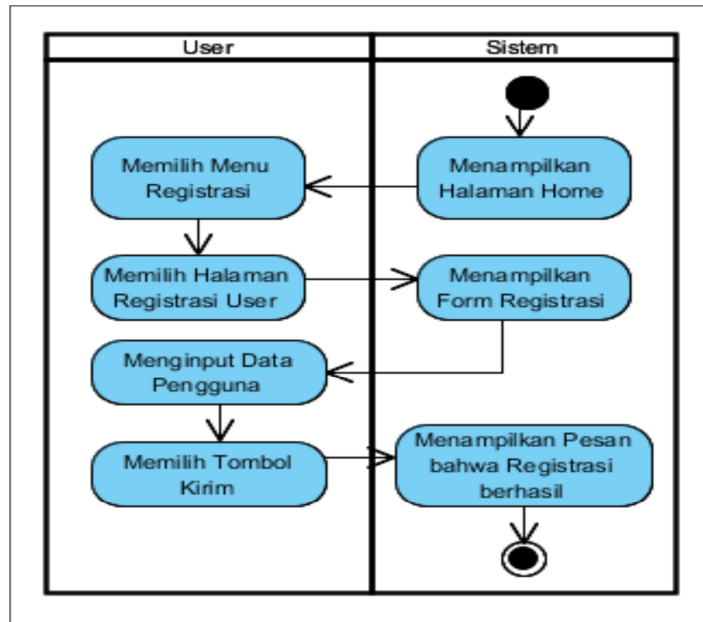 User
Sistem
Memilih Menu
Registrasi
Menampilkan
Halaman Home
Memilih Halaman
Registrasi User
Menampilkan
Form Registrasi
Menginput Data
Pengguna
Memilih Tombol
Kirim
Menampilkan Pesan
bahwa Registrasi
berhasil